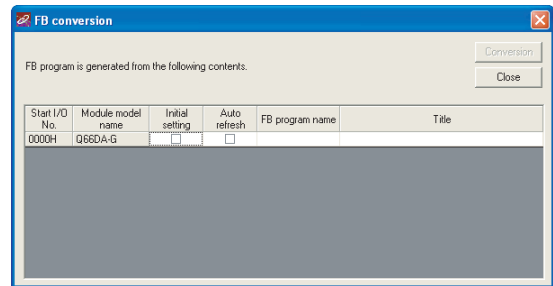 FB conversion
Conversion
FB program is generated from the following contents.
Close
Start I/O No. Module model name Initial setting Auto refresh FB program name Title
0000H Q66DA-G